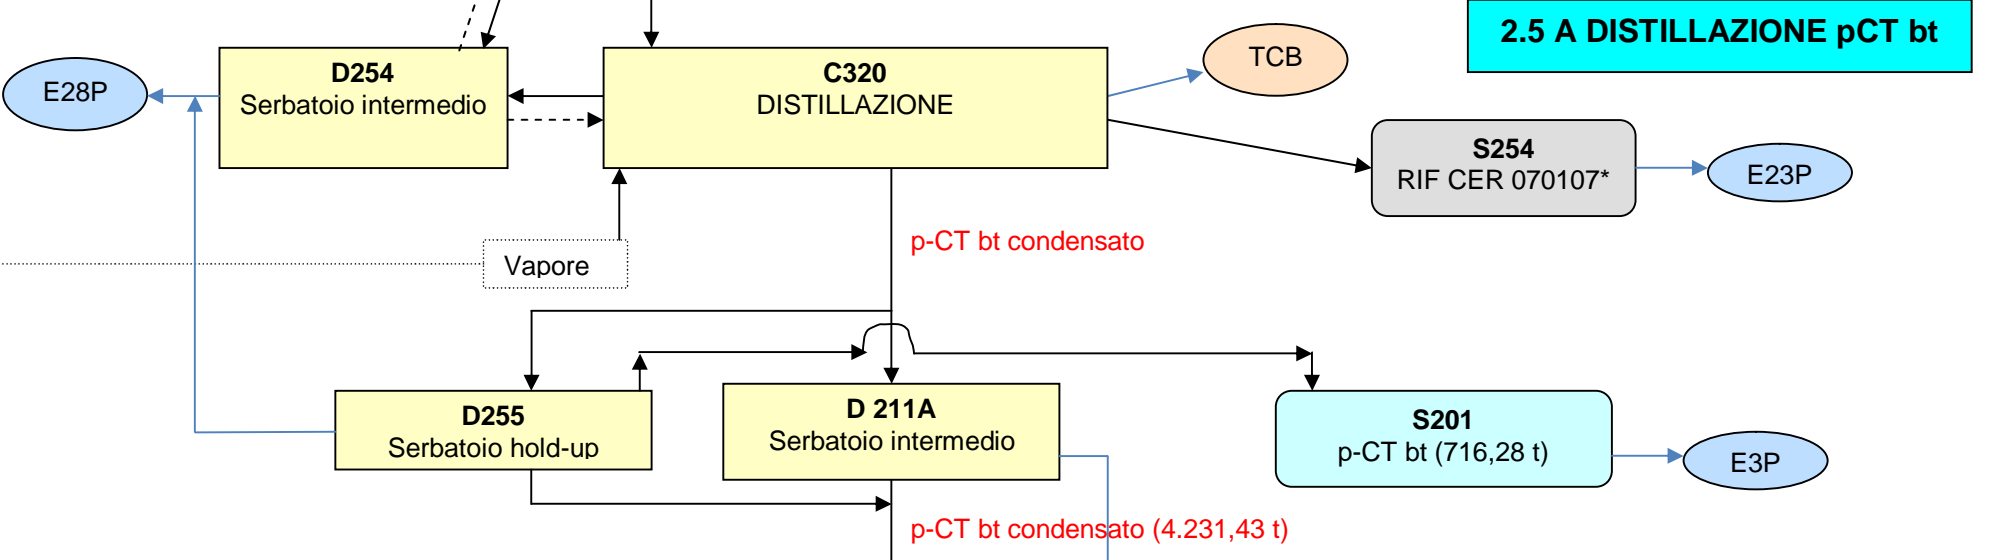 2.5 A DISTILLAZIONE pCT bt
E28P
D254
Serbatoio intermedio
C320
DISTILLAZIONE
TCB
S254
RIF CER 070107*
E23P
Vapore
p-CT bt condensato
D255
Serbatoio hold-up
D 211A
Serbatoio intermedio
S201
p-CT bt (716,28 t)
E3P
p-CT bt condensato (4.231,43 t)